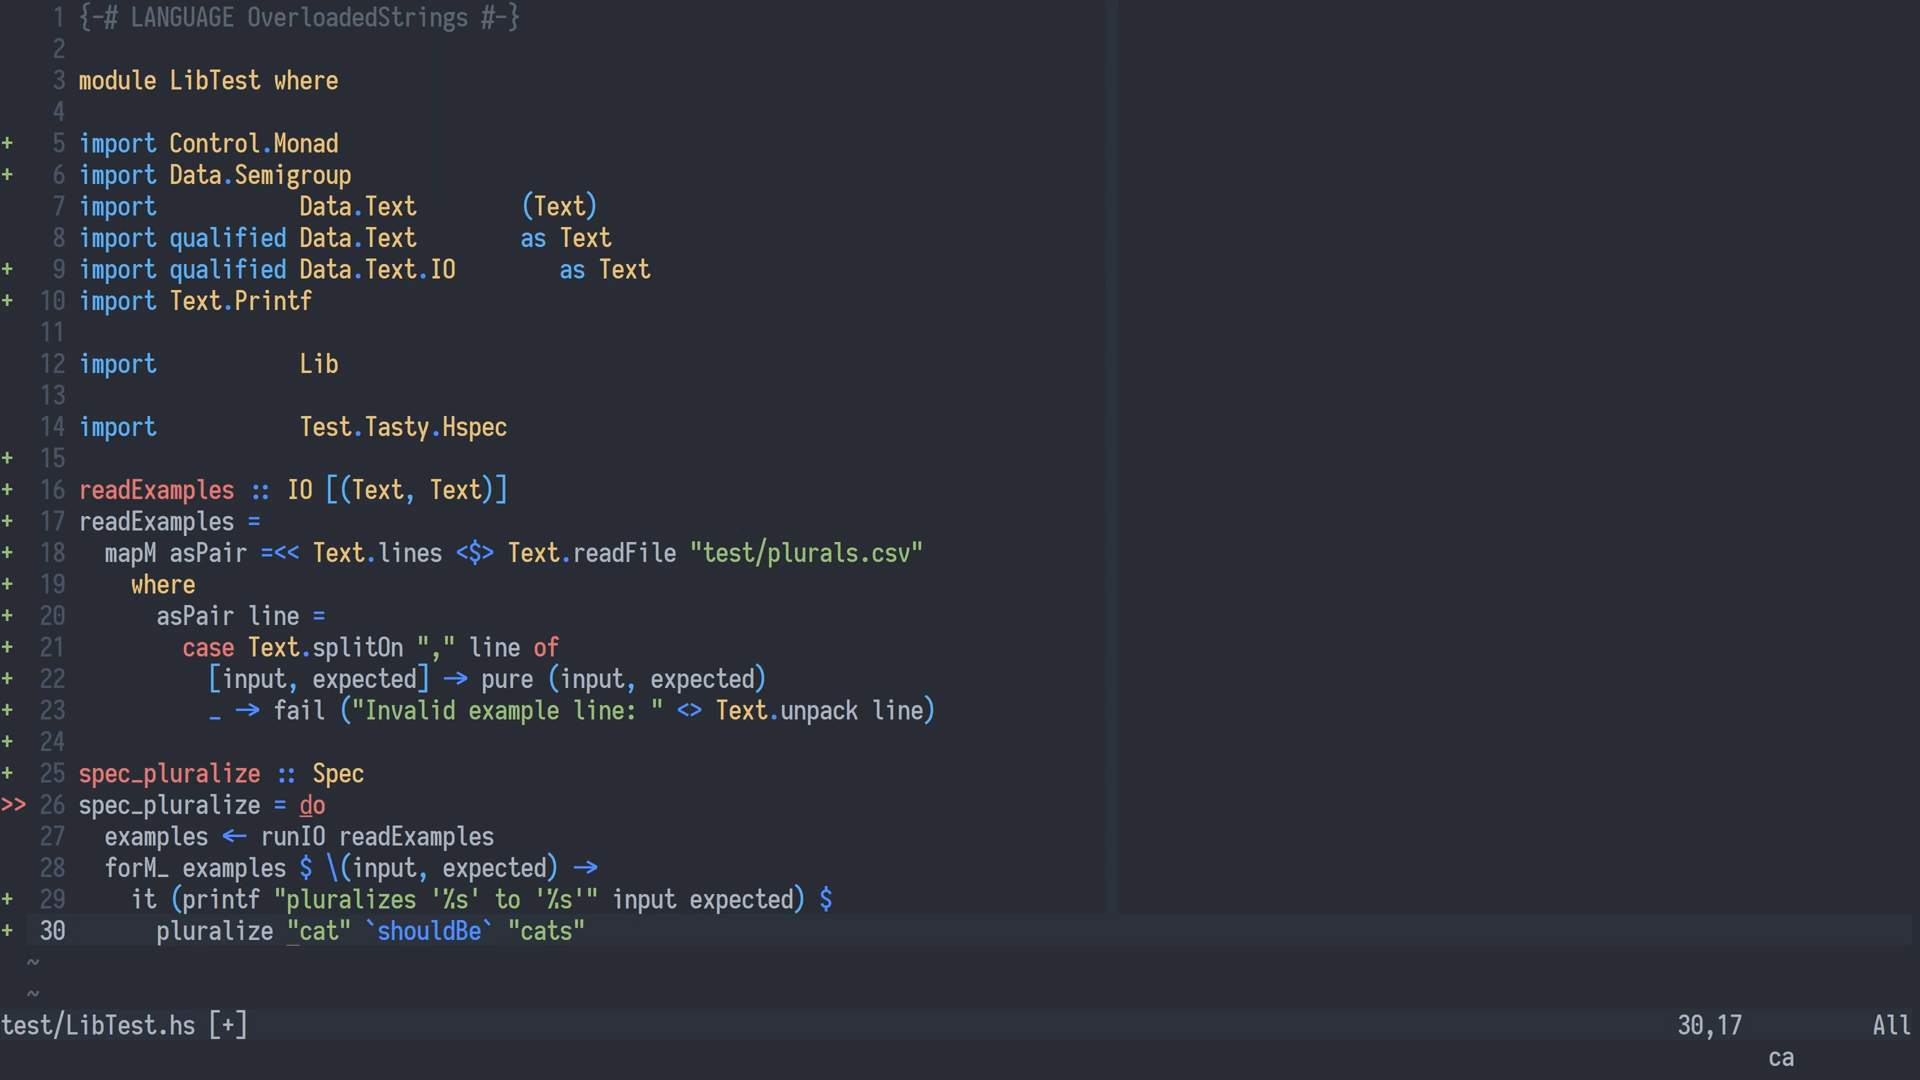 1 {-# LANGUAGE OverloadedStrings #-}
2
3 module LibTest where
4
+ 5 import Control.Monad
+ 6 import Data.Semigroup
7 import           Data.Text        (Text)
8 import qualified Data.Text        as Text
+ 9 import qualified Data.Text.IO        as Text
+ 10 import Text.Printf
11
12 import           Lib
13
14 import           Test.Tasty.Hspec
+ 15
+ 16 readExamples :: IO [(Text, Text)]
+ 17 readExamples =
+ 18   mapM asPair =<< Text.lines <$> Text.readFile "test/plurals.csv"
+ 19     where
+ 20       asPair line =
+ 21         case Text.splitOn "," line of
+ 22           [input, expected] -> pure (input, expected)
+ 23           _ -> fail ("Invalid example line: " <> Text.unpack line)
+ 24
+ 25 spec_pluralize :: Spec
>> 26 spec_pluralize = do
27   examples <- runIO readExamples
28   forM_ examples $ \(input, expected) ->
+ 29     it (printf "pluralizes '%s' to '%s'" input expected) $
+ 30       pluralize "cat" `shouldBe` "cats"
~
~
test/LibTest.hs [+] 30,17 All
ca